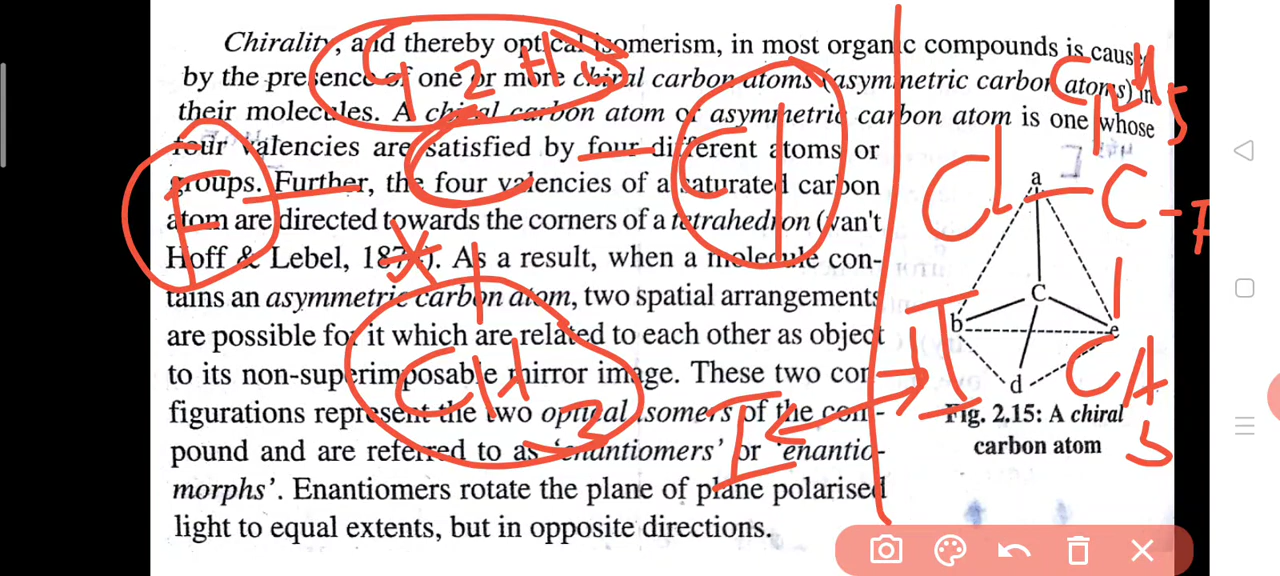 Chirality, and thereby optical isomerism, in most organic compounds is caused
by the presence of one or more chiral carbon atoms (asymmetric carbon atoms) in
their molecules. A chiral carbon atom or asymmetric carbon atom is one whose
four valencies are satisfied by four different atoms or
groups. Further, the four valencies of a saturated carbon
atom are directed towards the corners of a tetrahedron (van't
Hoff & Lebel, 1874). As a result, when a molecule con-
tains an asymmetric carbon atom, two spatial arrangements
are possible for it which are related to each other as object
to its non-superimposable mirror image. These two con-
figurations represent the two optical isomers of the com-
pound and are referred to as 'enantiomers' or 'enantio-
morphs'. Enantiomers rotate the plane of plane polarised
light to equal extents, but in opposite directions.
a
C
b
e
d
Fig. 2.15: A chiral
carbon atom
F
Cl
CH3
I
I
C